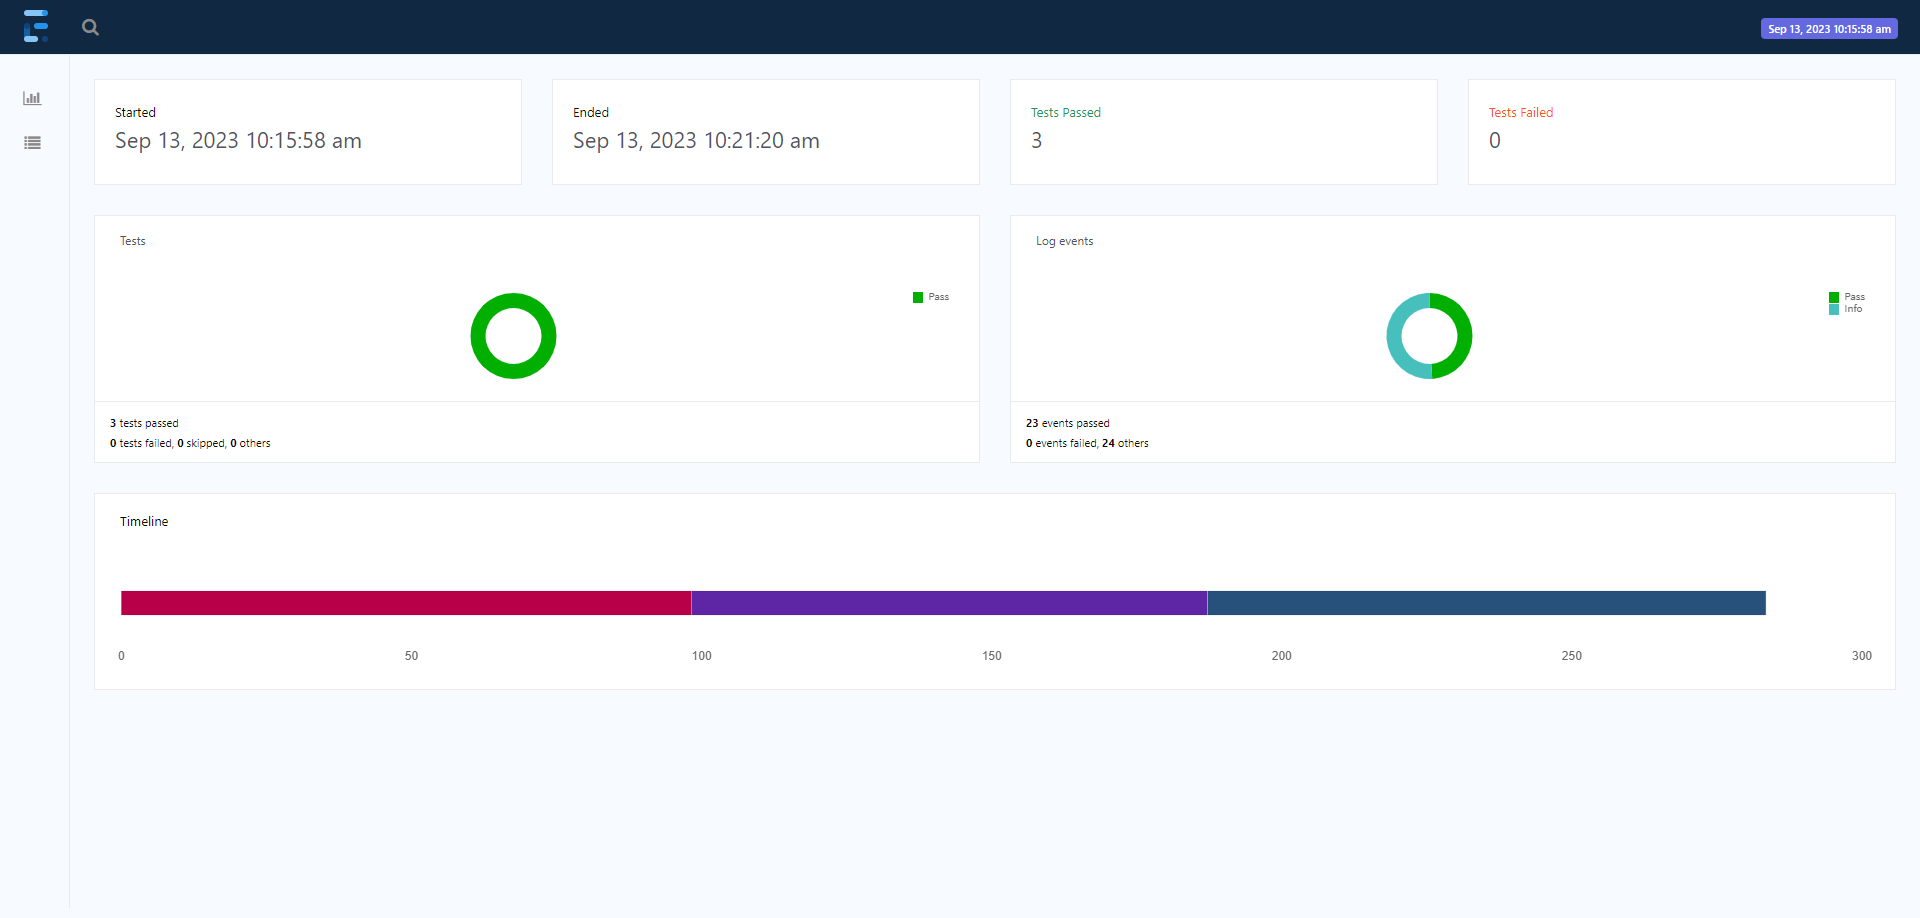 Sep 13, 2023 10:15:58 am
Started
Sep 13, 2023 10:15:58 am
Ended
Sep 13, 2023 10:21:20 am
Tests Passed
3
Tests Failed
0
Tests
Pass
3 tests passed
0 tests failed, 0 skipped, 0 others
Log events
Pass
Info
23 events passed
0 events failed, 24 others
Timeline
0 50 100 150 200 250 300